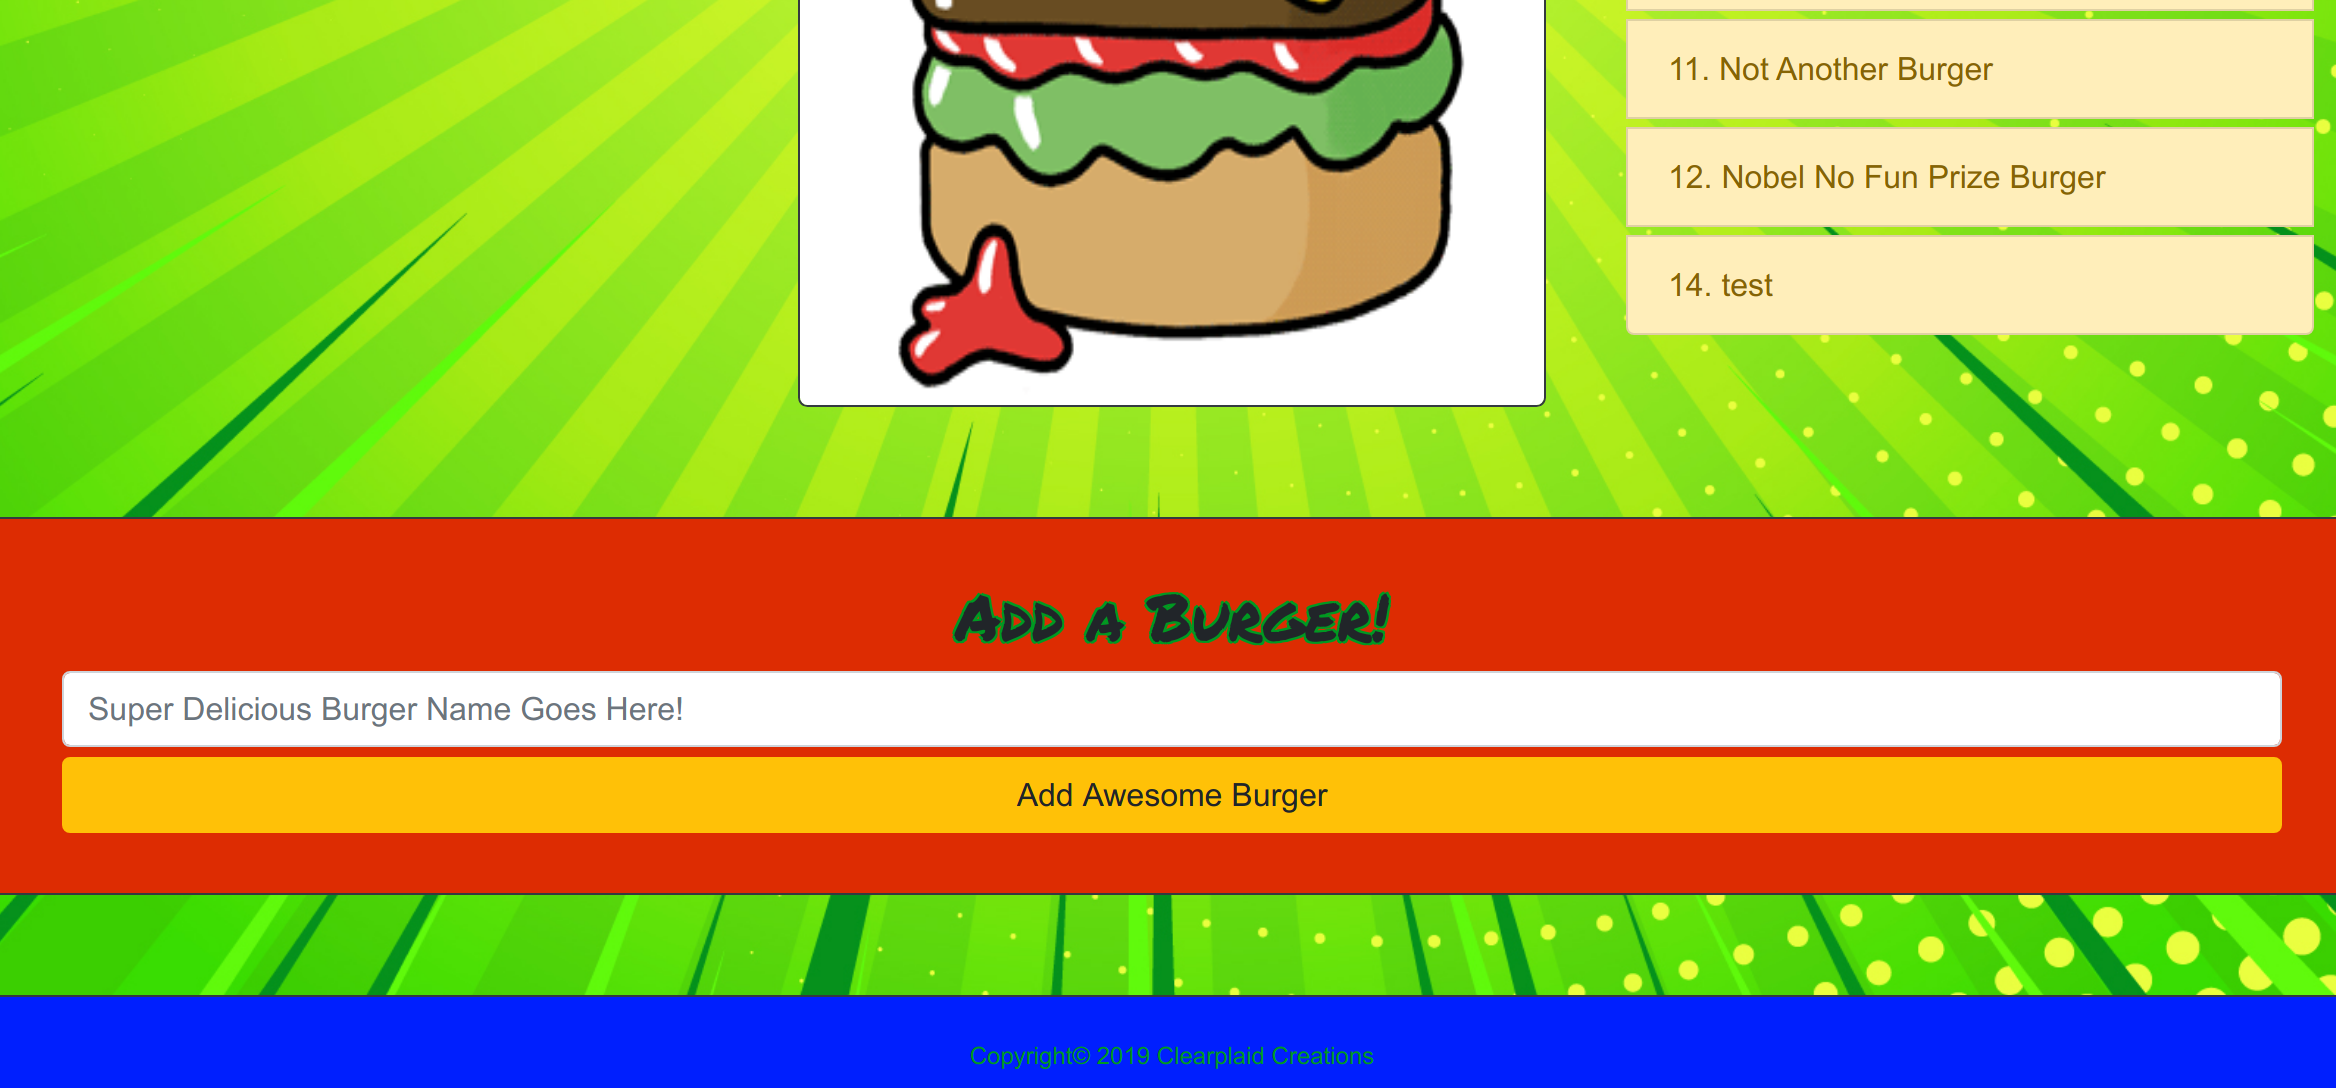 11. Not Another Burger
12. Nobel No Fun Prize Burger
14. test
Add a Burger!
Super Delicious Burger Name Goes Here!
Add Awesome Burger
Copyright© 2019 Clearplaid Creations